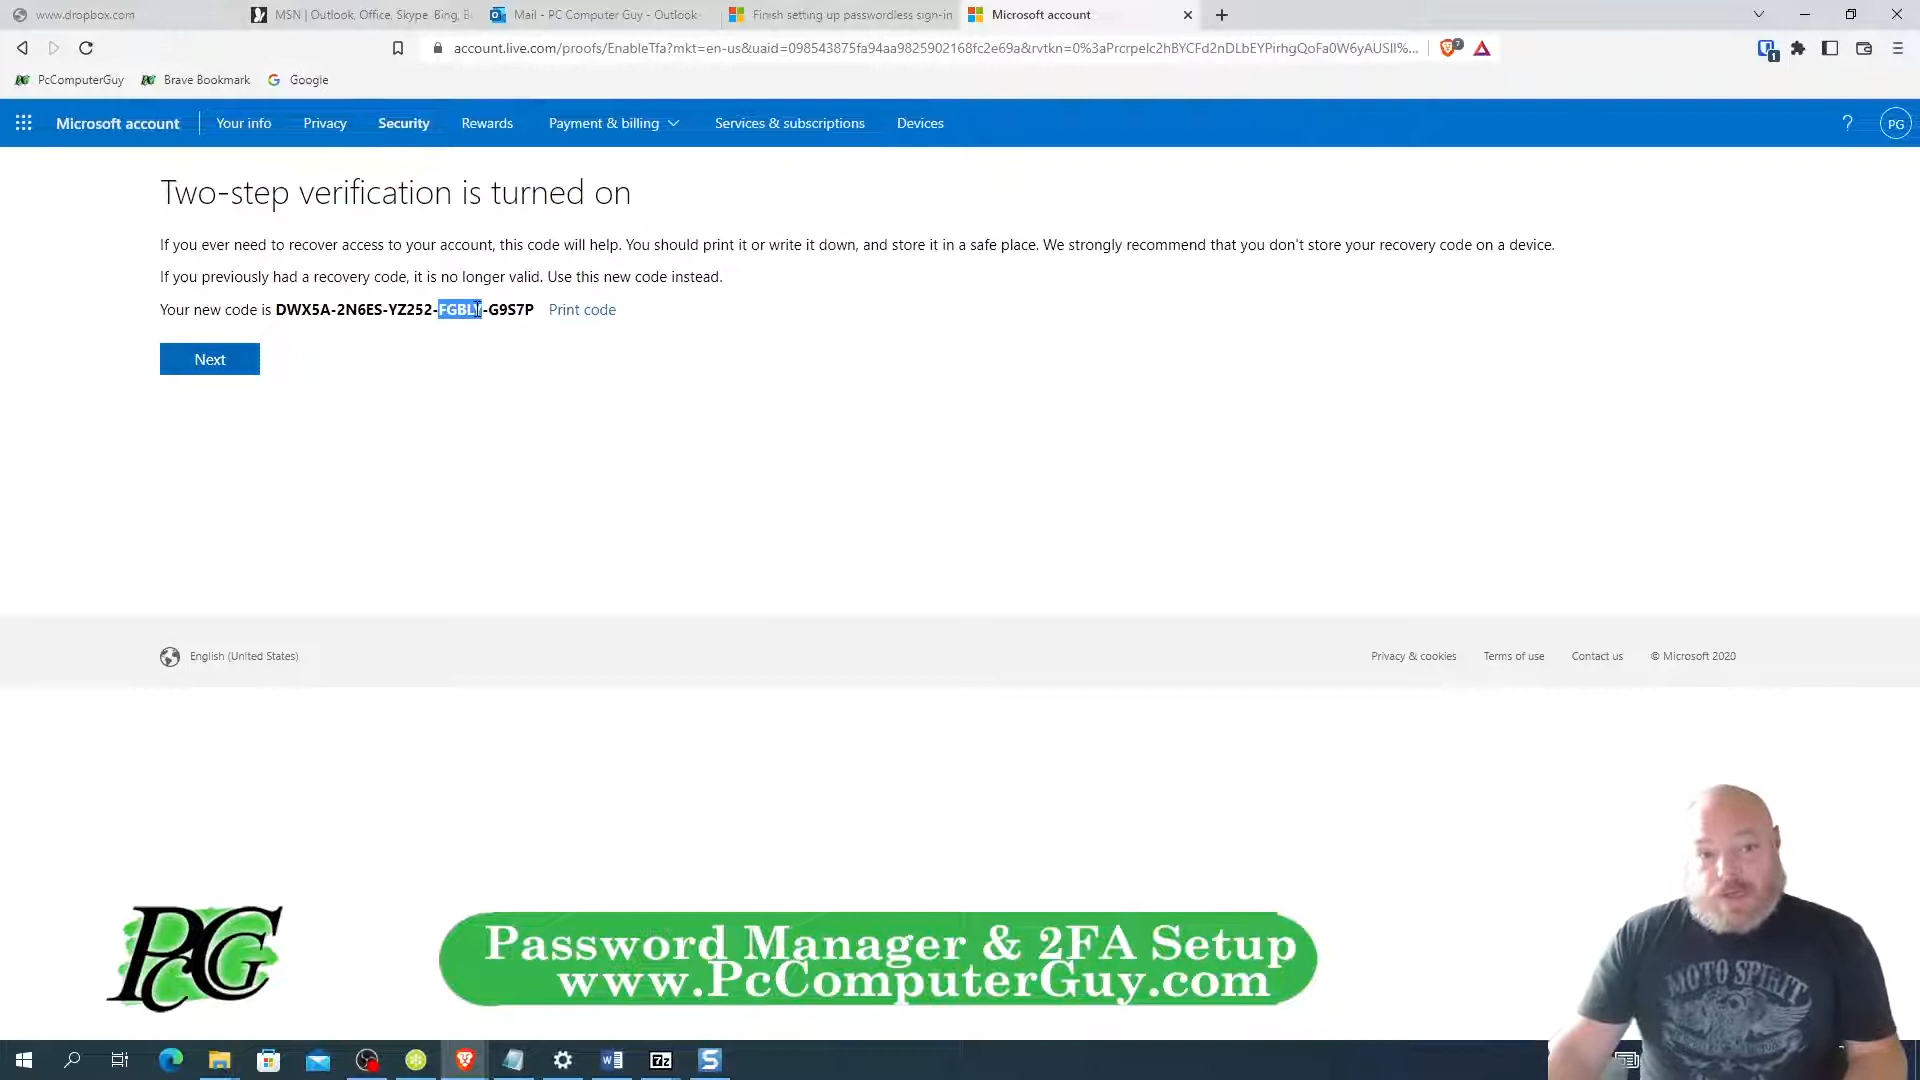 www.dropbox.com
MSN | Outlook, Office, Skype, Bing, B
Mail - PC Computer Guy - Outlook
Finish setting up passwordless sign-in
Microsoft account
account.live.com/proofs/EnableTfa?mkt=en-us&uaid=098543875fa94aa9825902168fc2e69a&rvtkn=0%3aPrcrpeIc2hBYCFd2nDLbEYPirhgQoFa0W6yAUSIl%...
7
1
PcComputerGuy
Brave Bookmark
Google
Microsoft account
Your info
Privacy
Security
Rewards
Payment & billing
Services & subscriptions
Devices
?
PG
Two-step verification is turned on
If you ever need to recover access to your account, this code will help. You should print it or write it down, and store it in a safe place. We strongly recommend that you don't store your recovery code on a device.
If you previously had a recovery code, it is no longer valid. Use this new code instead.
Your new code is DWX5A-2N6ES-YZ252-FGBLY-G9S7P Print code
Next
English (United States)
Privacy & cookies
Terms of use
Contact us
© Microsoft 2020
PCG
Password Manager & 2FA Setup
www.PcComputerGuy.com
MOTO SPIRIT
7z